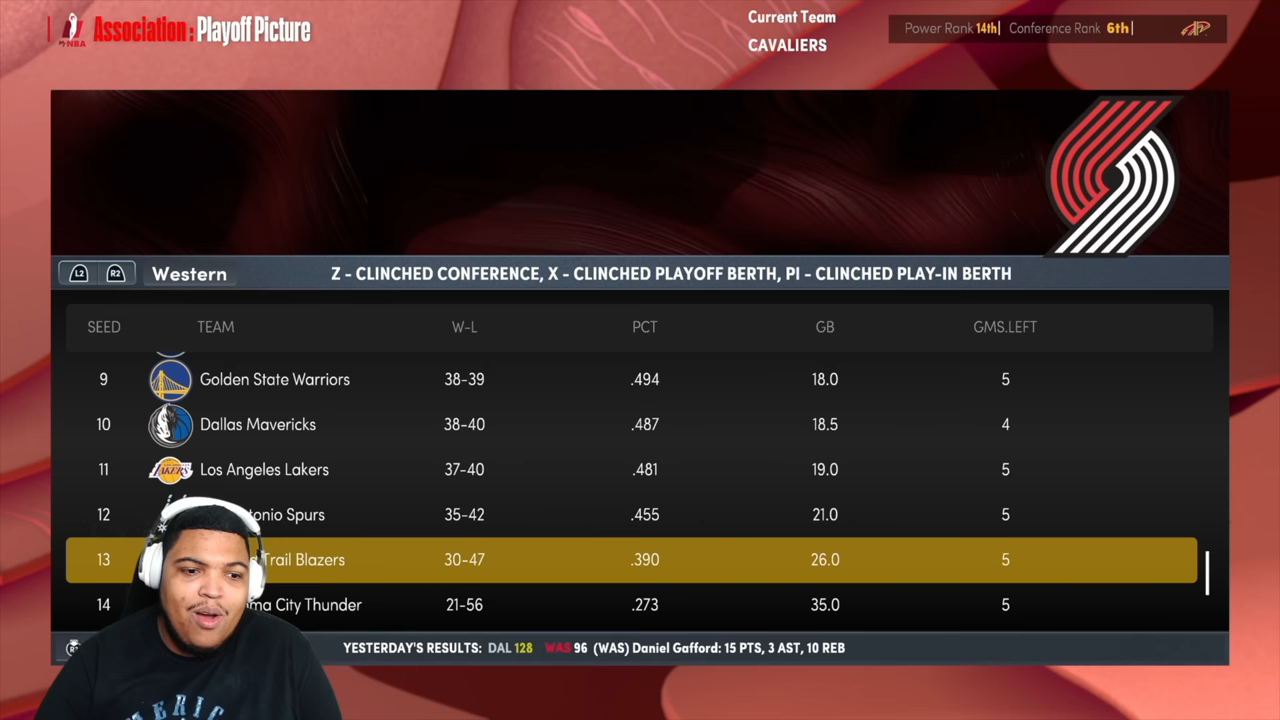 my NBA Association : Playoff Picture
Current Team
CAVALIERS
Power Rank 14th| Conference Rank 6th|
L2 R2 Western Z - CLINCHED CONFERENCE, X - CLINCHED PLAYOFF BERTH, PI - CLINCHED PLAY-IN BERTH
SEED TEAM W-L PCT GB GMS.LEFT
9 Golden State Warriors 38-39 .494 18.0 5
10 Dallas Mavericks 38-40 .487 18.5 4
11 LAKERS Los Angeles Lakers 37-40 .481 19.0 5
12 tonio Spurs 35-42 .455 21.0 5
13 Trail Blazers 30-47 .390 26.0 5
14 ma City Thunder 21-56 .273 35.0 5
YESTERDAY'S RESULTS: DAL 128 WAS 96 (WAS) Daniel Gafford: 15 PTS, 3 AST, 10 REB